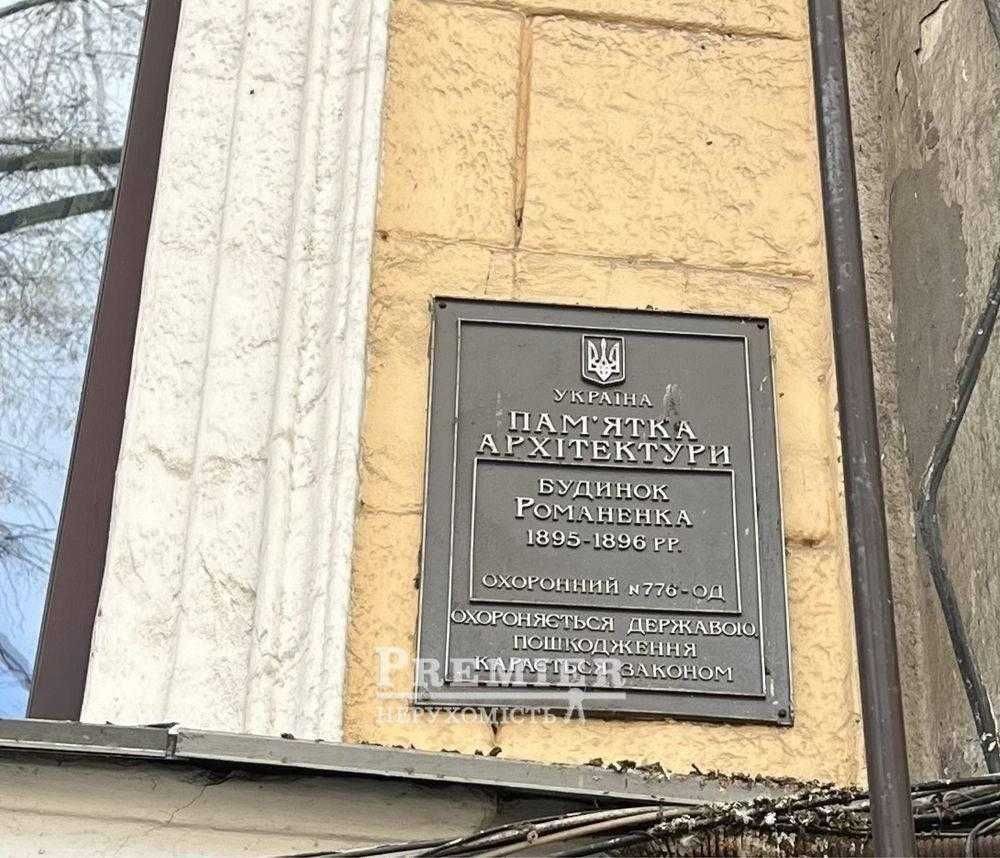 УКРАЇНА
ПАМ'ЯТКА
АРХІТЕКТУРИ
БУДИНОК
РОМАНЕНКА
1895-1896 РР.
ОХОРОННИЙ №776-ОД
ОХОРОНЯЄТЬСЯ ДЕРЖАВОЮ,
ПОШКОДЖЕННЯ
КАРАЄТЬСЯ ЗАКОНОМ
PREMIER
НЕРУХОМІСТЬ